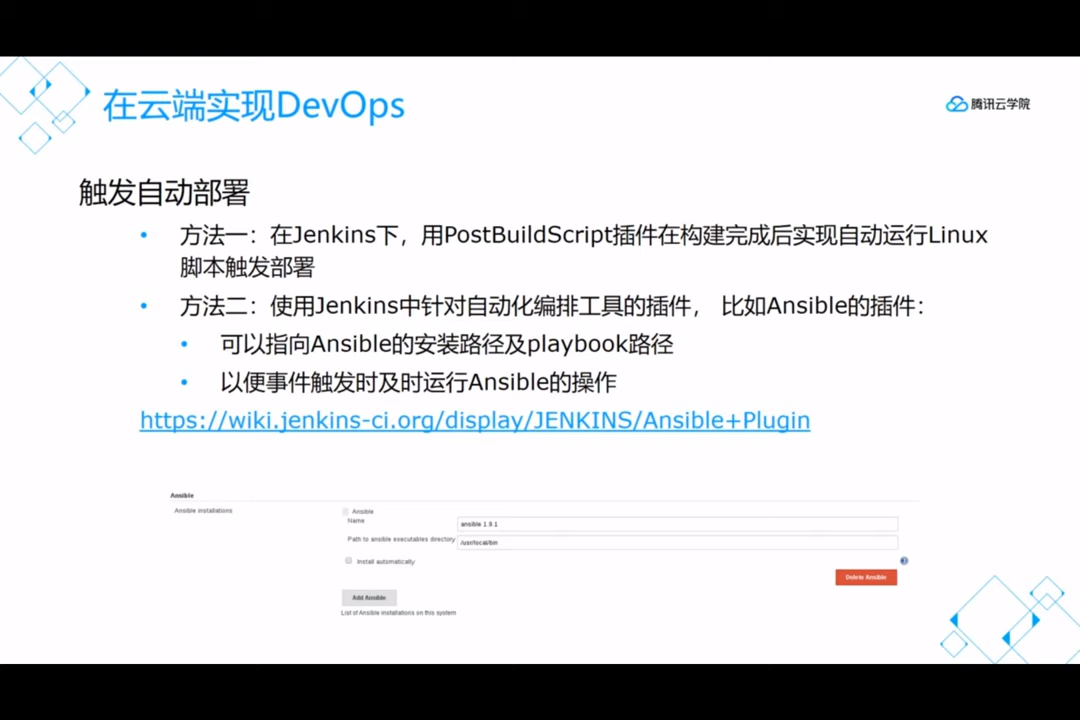 在云端实现DevOps
腾讯云学院
触发自动部署
• 方法一：在Jenkins下，用PostBuildScript插件在构建完成后实现自动运行Linux
脚本触发部署
• 方法二：使用Jenkins中针对自动化编排工具的插件， 比如Ansible的插件：
• 可以指向Ansible的安装路径及playbook路径
• 以便事件触发时及时运行Ansible的操作
https://wiki.jenkins-ci.org/display/JENKINS/Ansible+Plugin
Ansible
Ansible installations
Ansible
Name
ansible 1.9.1
Path to ansible executables directory
/usr/local/bin
Install automatically
Delete Ansible
Add Ansible
List of Ansible installations on this system